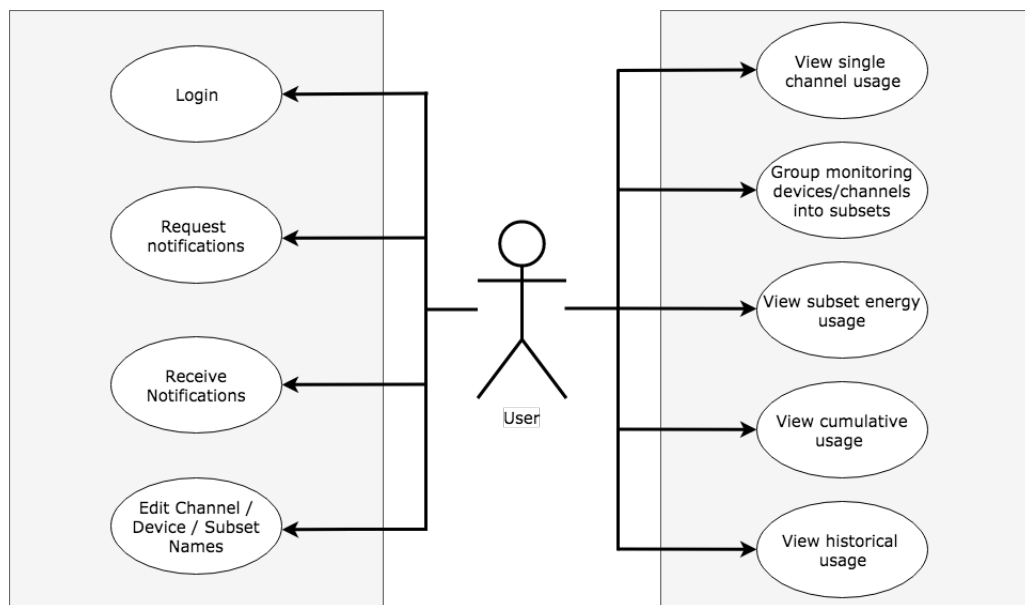 Login
Request
notifications
Receive
Notifications
Edit Channel /
Device / Subset
Names
User
View single
channel usage
Group monitoring
devices/channels
into subsets
View subset energy
usage
View cumulative
usage
View historical
usage